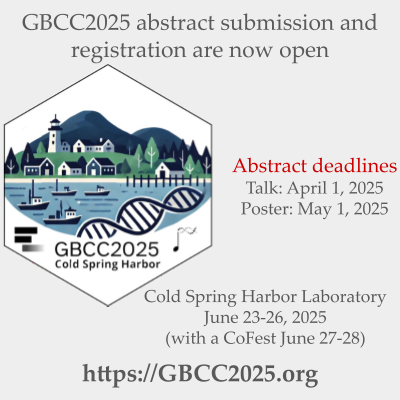 GBCC2025 abstract submission and
registration are now open
Abstract deadlines
Talk: April 1, 2025
Poster: May 1, 2025
GBCC2025
Cold Spring Harbor
Cold Spring Harbor Laboratory
June 23-26, 2025
(with a CoFest June 27-28)
https://GBCC2025.org